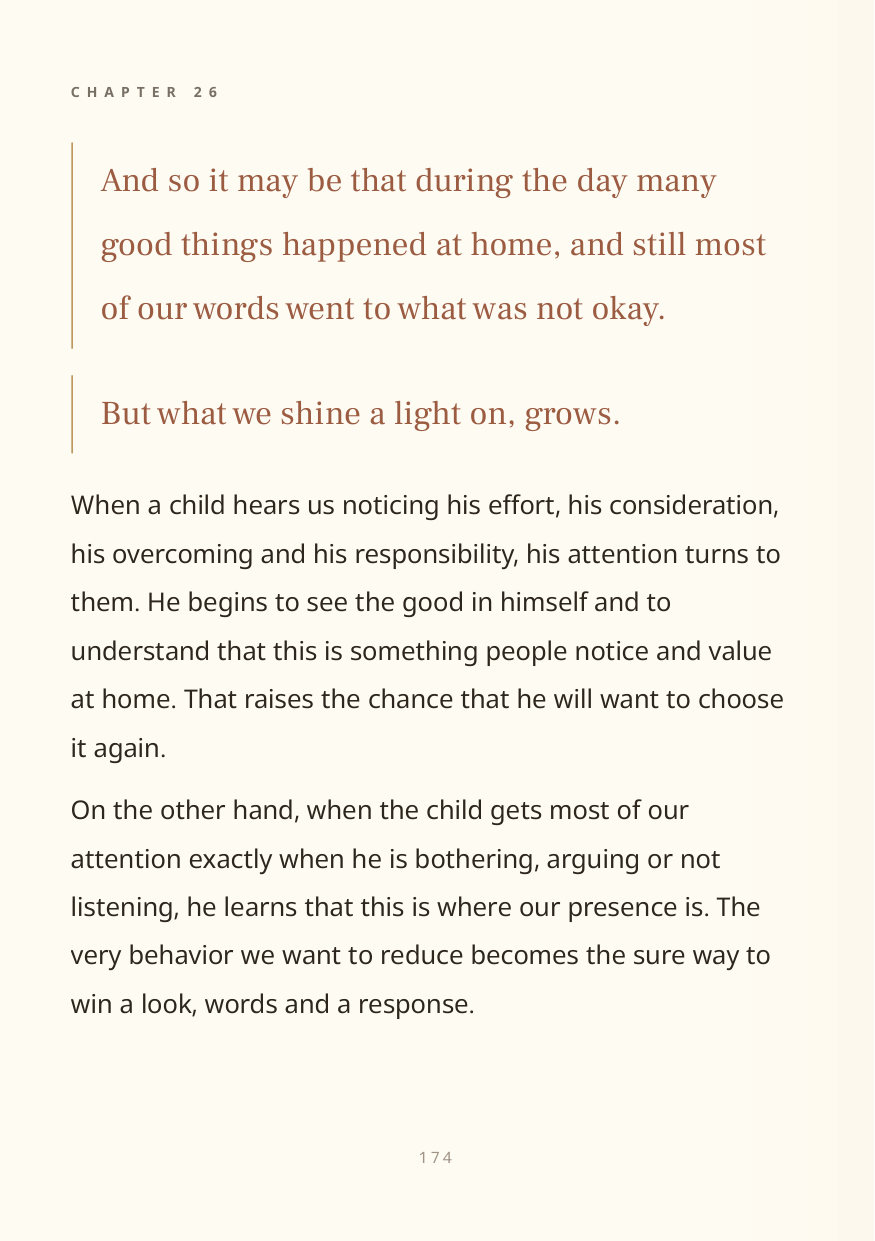 CHAPTER 26
And so it may be that during the day many
good things happened at home, and still most
of our words went to what was not okay.
But what we shine a light on, grows.
When a child hears us noticing his effort, his consideration,
his overcoming and his responsibility, his attention turns to
them. He begins to see the good in himself and to
understand that this is something people notice and value
at home. That raises the chance that he will want to choose
it again.
On the other hand, when the child gets most of our
attention exactly when he is bothering, arguing or not
listening, he learns that this is where our presence is. The
very behavior we want to reduce becomes the sure way to
win a look, words and a response.
174